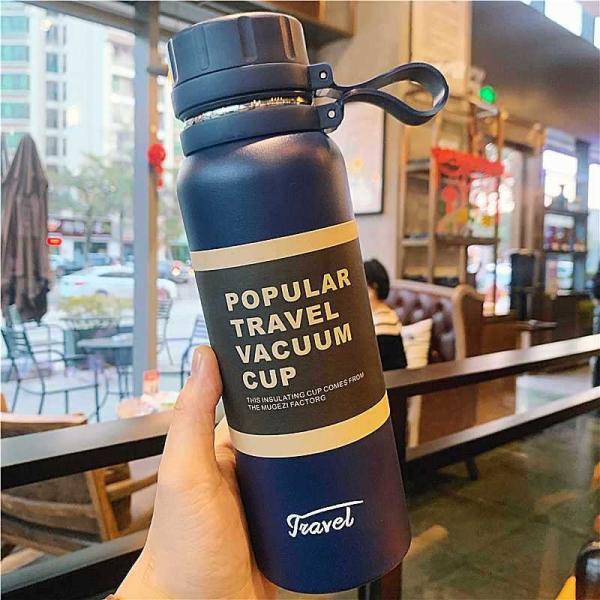 POPULAR
TRAVEL
VACUUM
CUP
THIS INSULATING CUP COMES FROM
THE MUGEZI FACTORG
Travel